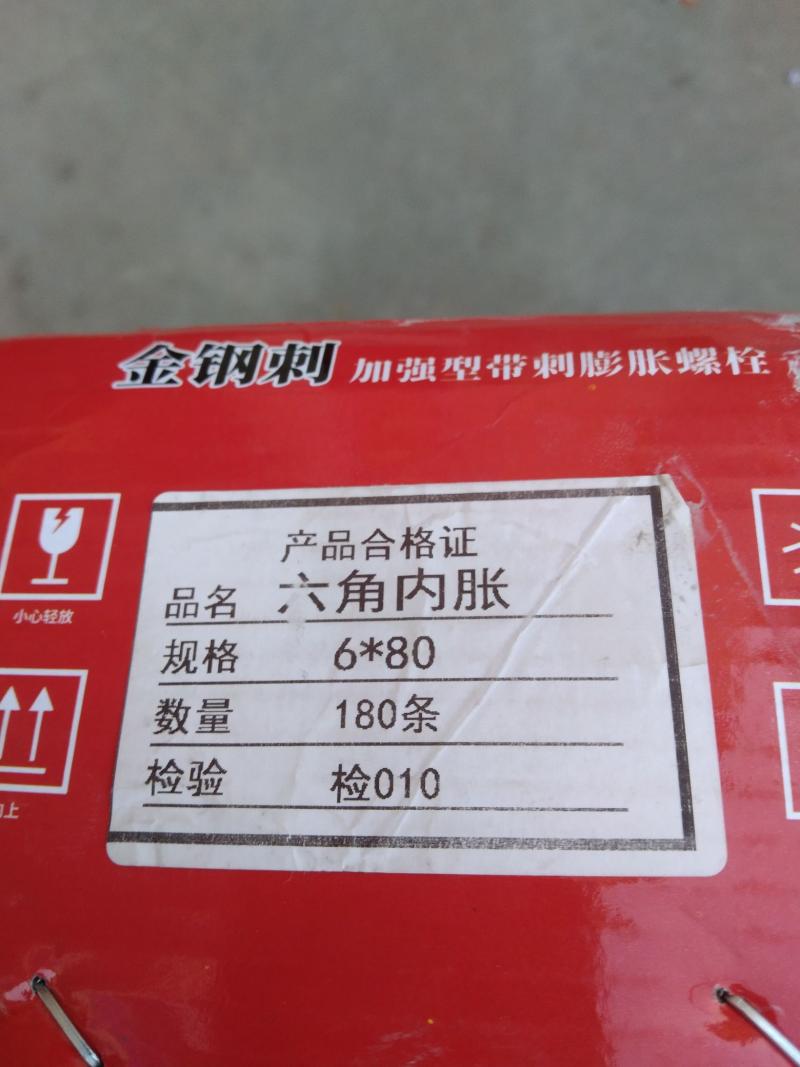 金钢刺 加强型带刺膨胀螺栓
小心轻放
产品合格证
品名 六角内胀
规格 6*80
数量 180条
检验 检010
上